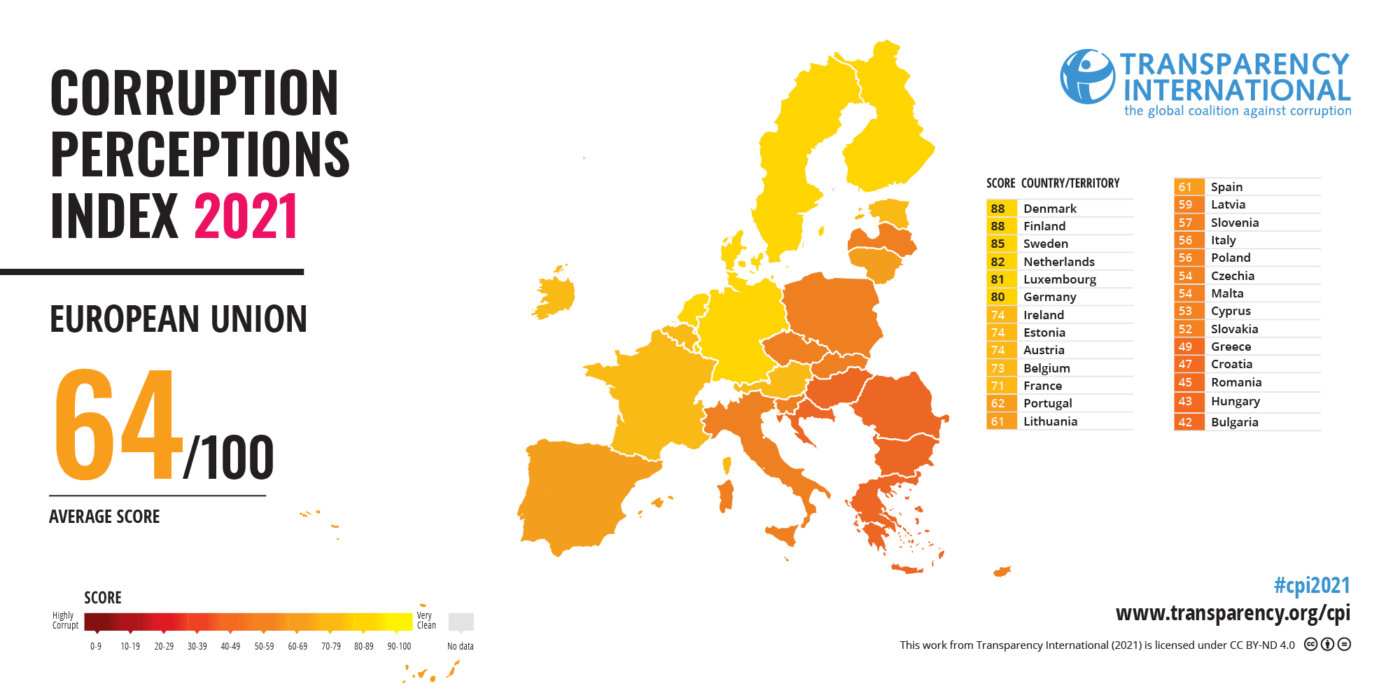 CORRUPTION
PERCEPTIONS
INDEX 2021
EUROPEAN UNION
64/100
AVERAGE SCORE
SCORE
Highly
Corrupt
Very
Clean
0-9 10-19 20-29 30-39 40-49 50-59 60-69 70-79 80-89 90-100 No data
TRANSPARENCY
INTERNATIONAL
the global coalition against corruption
SCORE COUNTRY/TERRITORY
88 Denmark
88 Finland
85 Sweden
82 Netherlands
81 Luxembourg
80 Germany
74 Ireland
74 Estonia
74 Austria
73 Belgium
71 France
62 Portugal
61 Lithuania
61 Spain
59 Latvia
57 Slovenia
56 Italy
56 Poland
54 Czechia
54 Malta
53 Cyprus
52 Slovakia
49 Greece
47 Croatia
45 Romania
43 Hungary
42 Bulgaria
#cpi2021
www.transparency.org/cpi
This work from Transparency International (2021) is licensed under CC BY-ND 4.0